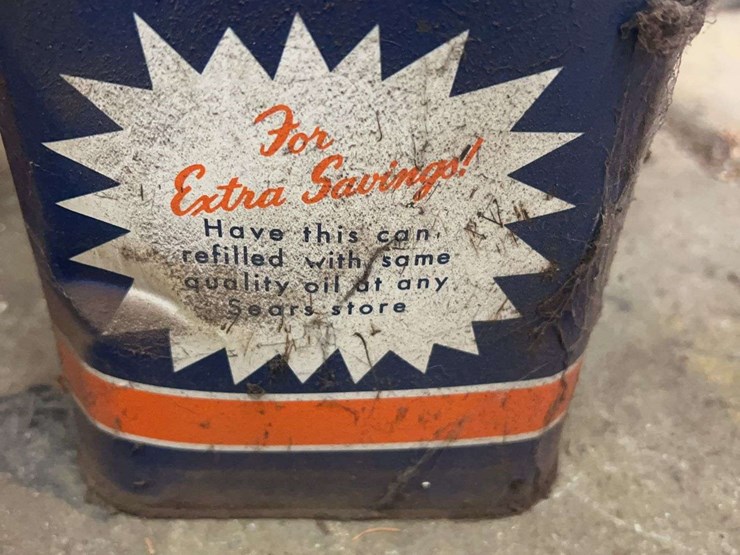 For
Extra Savings!
Have this can
refilled with same
quality oil at any
Sears store